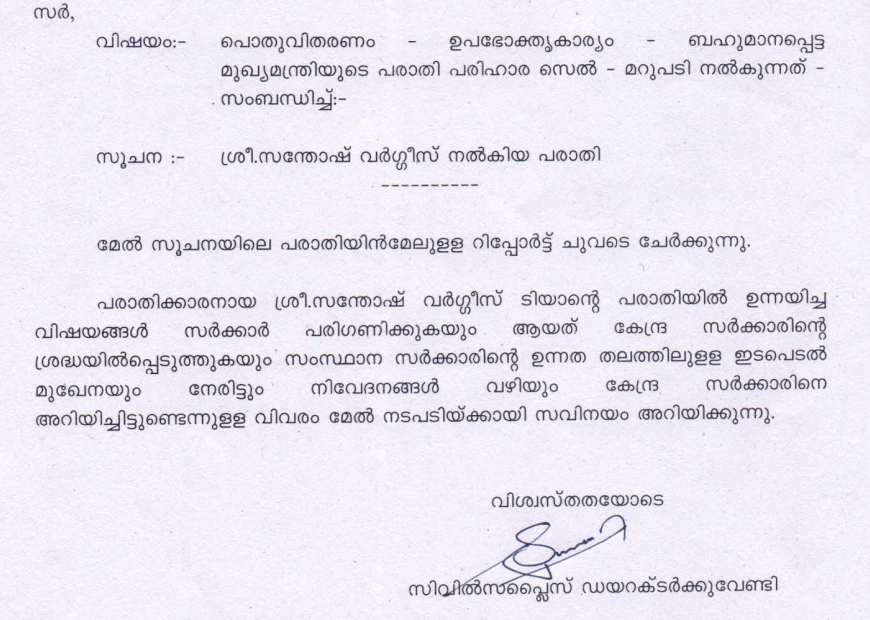 സർ,
വിഷയം:- പൊതുവിതരണം - ഉപഭോക്തൃകാര്യം - ബഹുമാനപ്പെട്ട
മുഖ്യമന്ത്രിയുടെ പരാതി പരിഹാര സെൽ - മറുപടി നൽകുന്നത് -
സംബന്ധിച്ച്:-
സൂചന :- ശ്രീ.സന്തോഷ് വർഗ്ഗീസ് നൽകിയ പരാതി
----------
മേൽ സൂചനയിലെ പരാതിയിൻമേലുളള റിപ്പോർട്ട് ചുവടെ ചേർക്കുന്നു.
പരാതിക്കാരനായ ശ്രീ.സന്തോഷ് വർഗ്ഗീസ് ടിയാന്റെ പരാതിയിൽ ഉന്നയിച്ച
വിഷയങ്ങൾ സർക്കാർ പരിഗണിക്കുകയും ആയത് കേന്ദ്ര സർക്കാരിന്റെ
ശ്രദ്ധയിൽപ്പെടുത്തുകയും സംസ്ഥാന സർക്കാരിന്റെ ഉന്നത തലത്തിലുളള ഇടപെടൽ
മുഖേനയും നേരിട്ടും നിവേദനങ്ങൾ വഴിയും കേന്ദ്ര സർക്കാരിനെ
അറിയിച്ചിട്ടുണ്ടെന്നുളള വിവരം മേൽ നടപടിയ്ക്കായി സവിനയം അറിയിക്കുന്നു.
വിശ്വസ്തതയോടെ
സിവിൽസപ്ലൈസ് ഡയറക്ടർക്കുവേണ്ടി